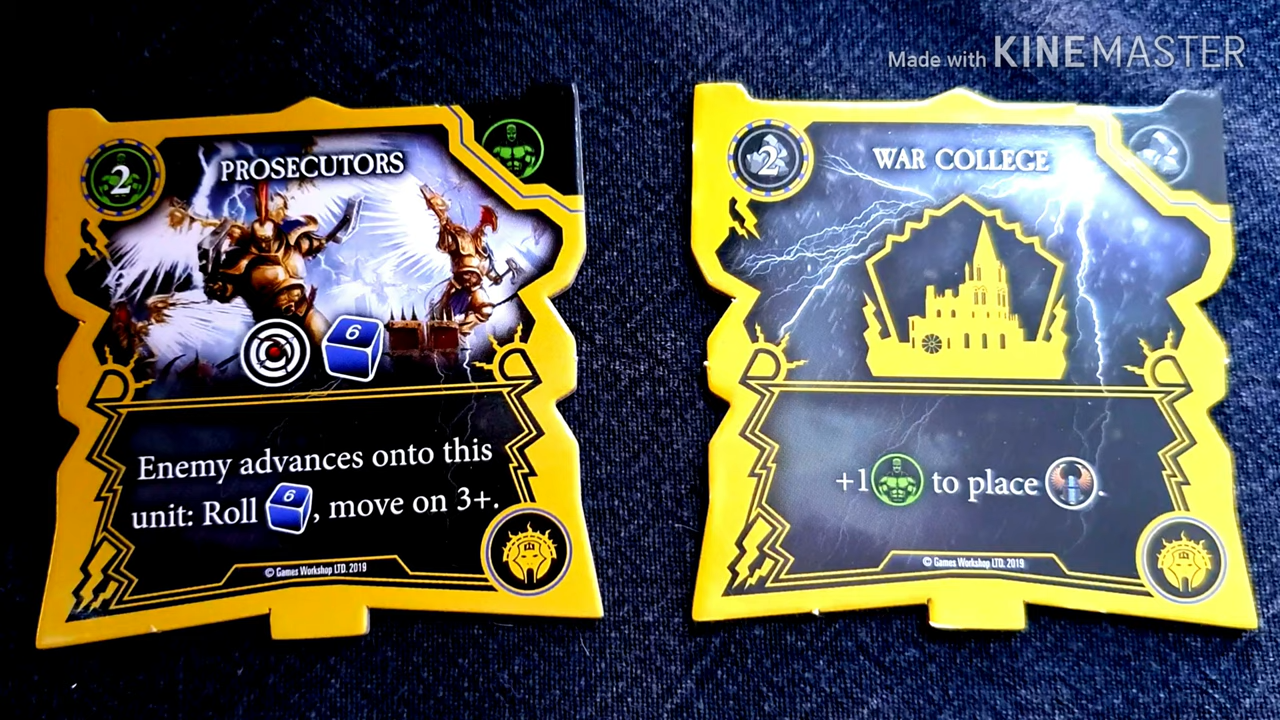 Made with KINEMASTER
2
PROSECUTORS
6
Enemy advances onto this
unit: Roll 6, move on 3+.
© Games Workshop LTD. 2019
2
WAR COLLEGE
+1 to place .
© Games Workshop LTD. 2019